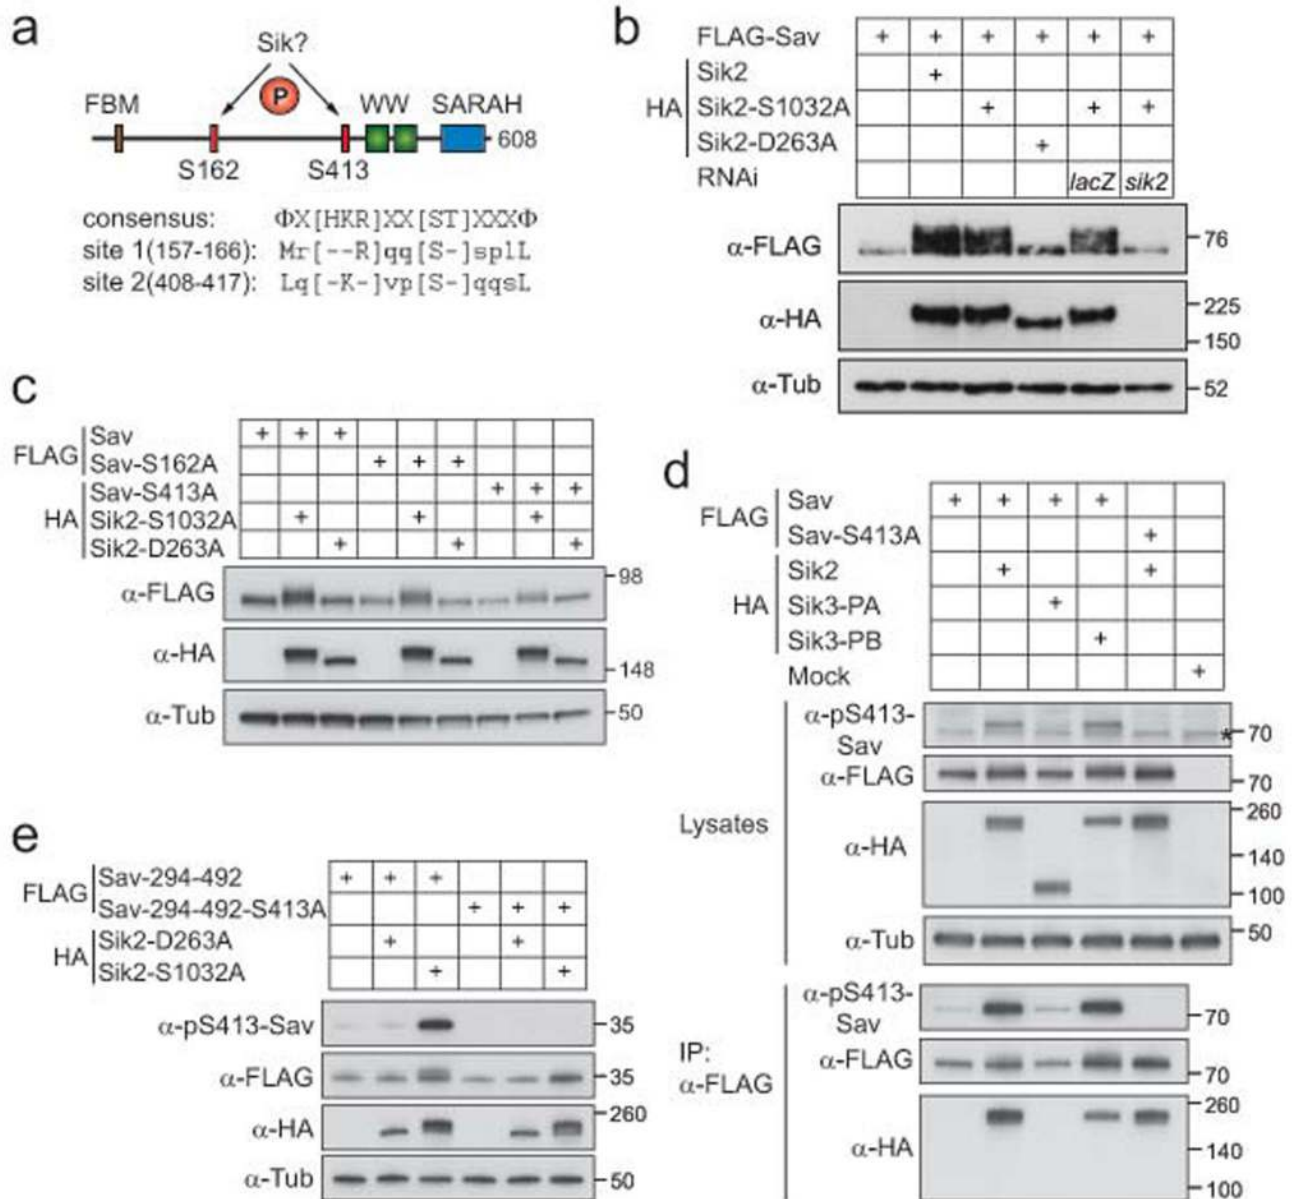 a
Sik?
P
FBM WW SARAH
608
S162 S413
consensus: ΦX[HKR]XX[ST]XXXΦ
site 1(157-166): Mr[--R]qq[S-]splL
site 2(408-417): Lq[-K-]vp[S-]qqsL
b
FLAG-Sav + + + + + +
HA
Sik2 +
Sik2-S1032A + + +
Sik2-D263A +
RNAi lacZ sik2
α-FLAG 76
α-HA 225
150
α-Tub 52
c
FLAG
Sav + + +
Sav-S162A + + +
Sav-S413A + + +
HA
Sik2-S1032A + + +
Sik2-D263A + + +
α-FLAG 98
α-HA 148
α-Tub 50
d
FLAG
Sav + + + +
Sav-S413A +
HA
Sik2 + +
Sik3-PA +
Sik3-PB +
Mock +
Lysates
α-pS413-
Sav * 70
α-FLAG 70
α-HA 260
140
100
α-Tub 50
IP:
α-FLAG
α-pS413-
Sav 70
α-FLAG 70
α-HA 260
140
100
e
FLAG
Sav-294-492 + + +
Sav-294-492-S413A + + +
HA
Sik2-D263A + +
Sik2-S1032A + +
α-pS413-Sav 35
α-FLAG 35
α-HA 260
α-Tub 50